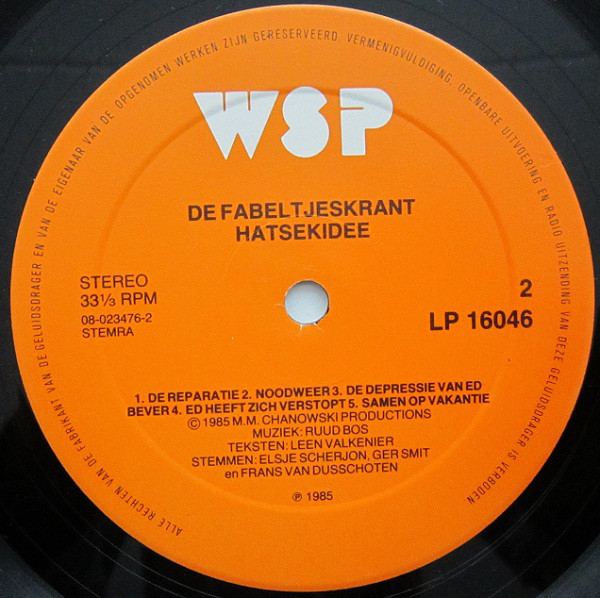 WSP
DE FABELTJESKRANT
HATSEKIDEE
STEREO
33⅓ RPM
08-023476-2
STEMRA
2
LP 16046
1. DE REPARATIE 2. NOODWEER 3. DE DEPRESSIE VAN ED
BEVER 4. ED HEEFT ZICH VERSTOPT 5. SAMEN OP VAKANTIE
© 1985 M.M. CHANOWSKI PRODUCTIONS
MUZIEK: RUUD BOS
TEKSTEN: LEEN VALKENIER
STEMMEN: ELSJE SCHERJON, GER SMIT
en FRANS VAN DUSSCHOTEN
℗ 1985
ALLE RECHTEN VAN DE FABRIKANT VAN DE GELUIDSDRAGER EN VAN DE EIGENAAR VAN DE OPGENOMEN WERKEN ZIJN GERESERVEERD. VERMENIGVULDIGING, OPENBARE UITVOERING EN RADIO UITZENDING VAN DEZE GELUIDSDRAGER IS VERBODEN